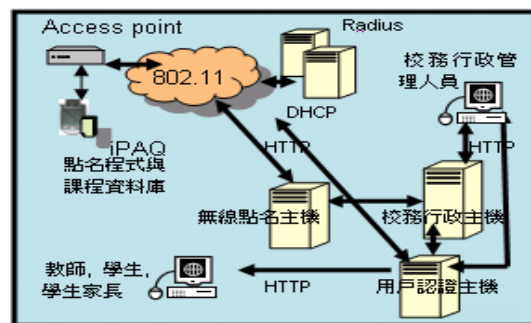 Access point
Radius
802.11
DHCP
校務行政管
理人員
iPAQ
點名程式與
課程資料庫
HTTP
HTTP
無線點名主機
校務行政主機
教師, 學生,
學生家長
HTTP
用戶認證主機